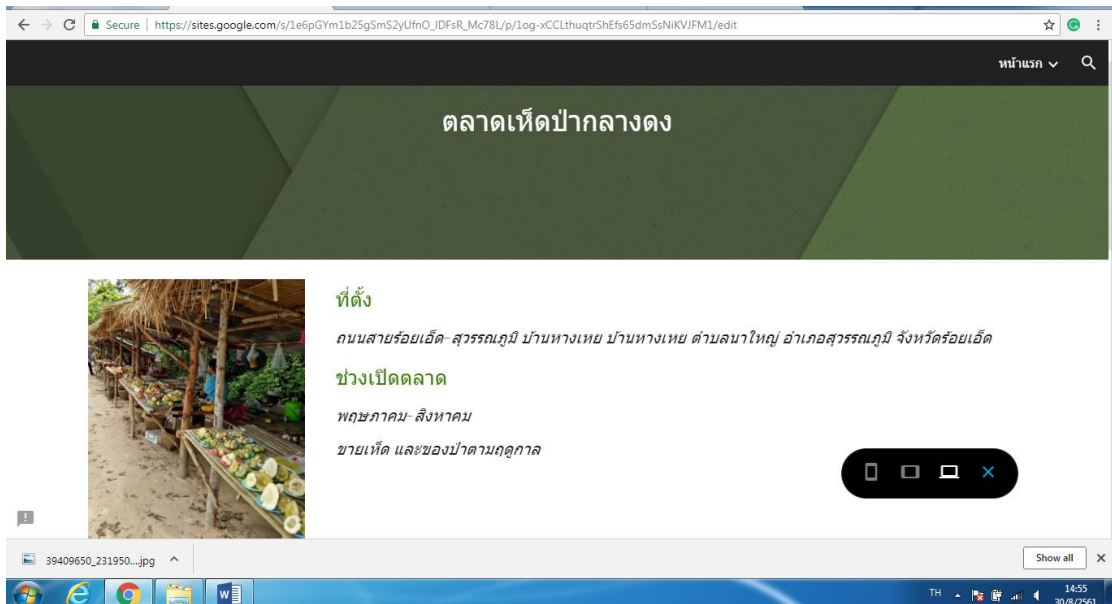 Secure | https://sites.google.com/s/1e6pGYm1b25gSmS2yUfnO_IDFsR_Mc78L/p/1og-xCCLthuqtrShEfs65dmSsNiKVJFM1/edit
หน้าแรก
ตลาดเห็ดป่ากลางดง
ที่ตั้ง
ถนนสายร้อยเอ็ด-สุวรรณภูมิ บ้านหางเหย บ้านหางเหย ตำบลนาใหญ่ อำเภอสุวรรณภูมิ จังหวัดร้อยเอ็ด
ช่วงเปิดตลาด
พฤษภาคม-สิงหาคม
ขายเห็ด และของป่าตามฤดูกาล
39409650_231950....jpg
Show all
TH
14:55
30/8/2561